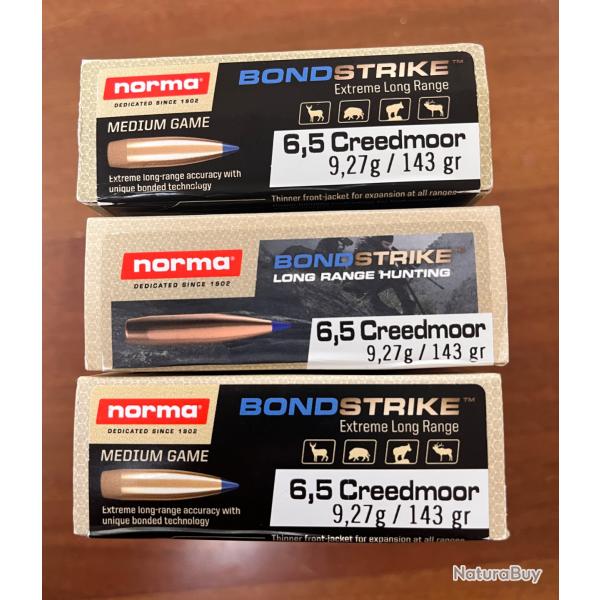 norma®
DEDICATED SINCE 1902
BONDSTRIKE™
Extreme Long Range
MEDIUM GAME
6,5 Creedmoor
9,27g / 143 gr
Extreme long-range accuracy with
unique bonded technology
Thinner front-jacket for expansion at all ranges
norma®
DEDICATED SINCE 1902
BONDSTRIKE™
LONG RANGE HUNTING
6,5 Creedmoor
9,27g / 143 gr
norma®
DEDICATED SINCE 1902
BONDSTRIKE™
Extreme Long Range
MEDIUM GAME
6,5 Creedmoor
9,27g / 143 gr
Extreme long-range accuracy with
unique bonded technology
Thinner front-jacket for expansion at all ranges
NaturaBuy